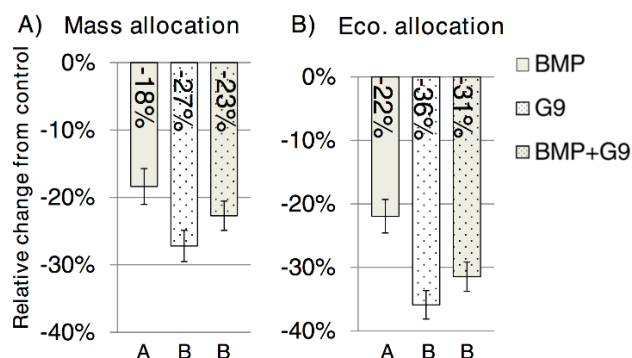 A) Mass allocation
Relative change from control
0%
-10%
-20%
-30%
-40%
-18%
-27%
-23%
A B B
B) Eco. allocation
0%
-10%
-20%
-30%
-40%
-22%
-36%
-31%
A B B
BMP
G9
BMP+G9